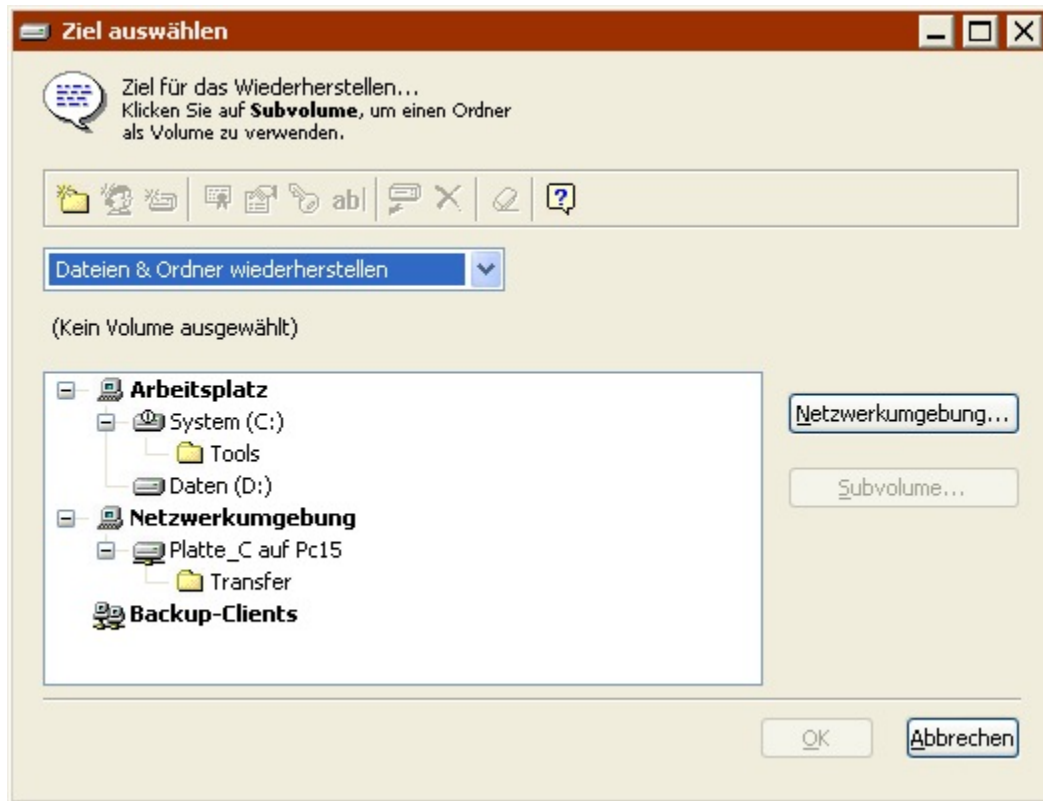 Ziel auswählen
Ziel für das Wiederherstellen...
Klicken Sie auf Subvolume, um einen Ordner
als Volume zu verwenden.
ab|
Dateien & Ordner wiederherstellen
(Kein Volume ausgewählt)
Arbeitsplatz
System (C:)
Tools
Daten (D:)
Netzwerkumgebung
Platte_C auf Pc15
Transfer
Backup-Clients
Netzwerkumgebung...
Subvolume...
OK
Abbrechen